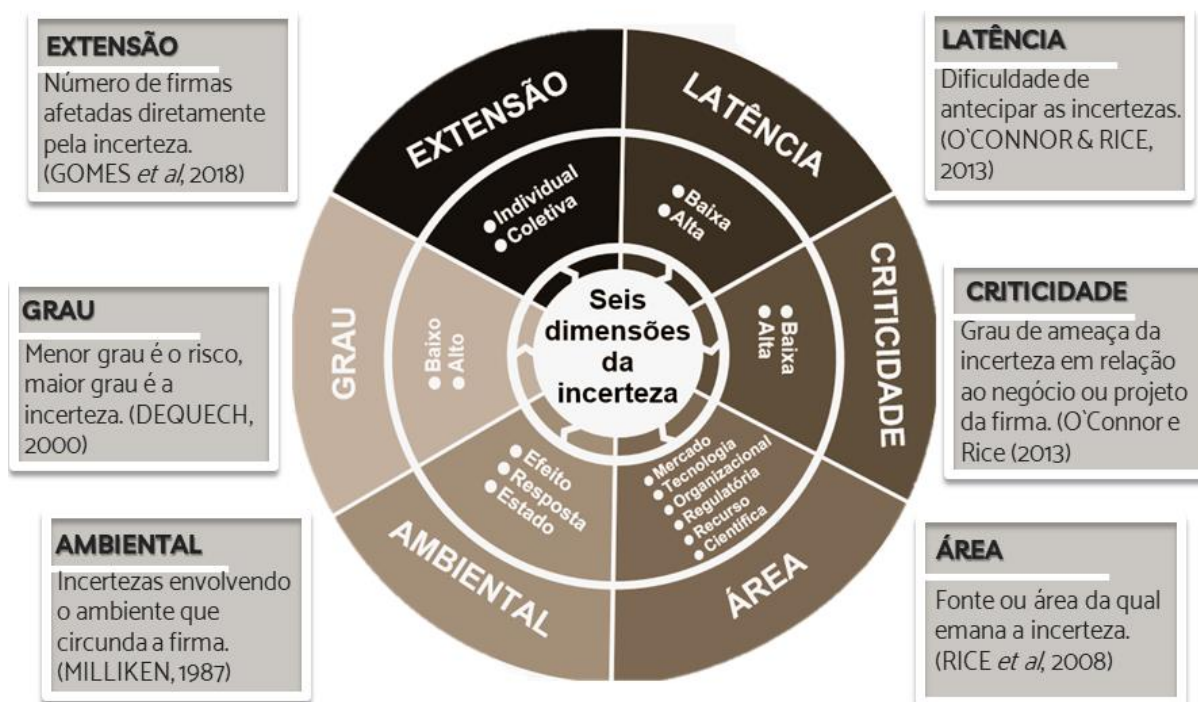 EXTENSÃO
Número de firmas
afetadas diretamente
pela incerteza.
(GOMES et al, 2018)
LATÊNCIA
Dificuldade de
antecipar as incertezas.
(O`CONNOR & RICE,
2013)
GRAU
Menor grau é o risco,
maior grau é a
incerteza. (DEQUECH,
2000)
CRITICIDADE
Grau de ameaça da
incerteza em relação
ao negócio ou projeto
da firma. (O`Connor e
Rice (2013)
AMBIENTAL
Incertezas envolvendo
o ambiente que
circunda a firma.
(MILLIKEN, 1987)
ÁREA
Fonte ou área da qual
emana a incerteza.
(RICE et al, 2008)
EXTENSÃO
● Individual
● Coletiva
LATÊNCIA
● Baixa
● Alta
CRITICIDADE
● Baixa
● Alta
ÁREA
● Mercado
● Tecnologia
● Organizacional
● Regulatória
● Recurso
● Científica
AMBIENTAL
● Efeito
● Resposta
● Estado
GRAU
● Baixo
● Alto
Seis
dimensões
da
incerteza